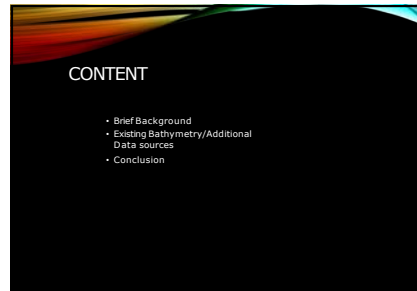 CONTENT
• Brief Background
• Existing Bathymetry/Additional
Data sources
• Conclusion